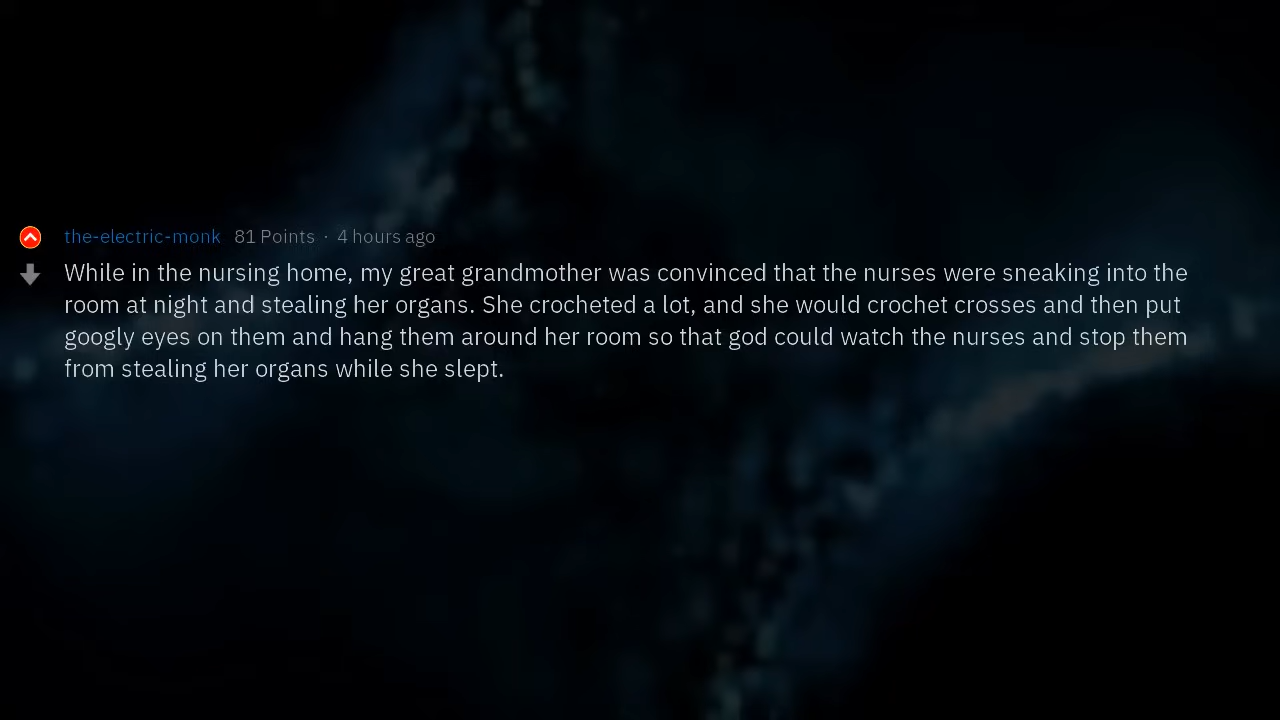 the-electric-monk 81 Points · 4 hours ago
While in the nursing home, my great grandmother was convinced that the nurses were sneaking into the
room at night and stealing her organs. She crocheted a lot, and she would crochet crosses and then put
googly eyes on them and hang them around her room so that god could watch the nurses and stop them
from stealing her organs while she slept.